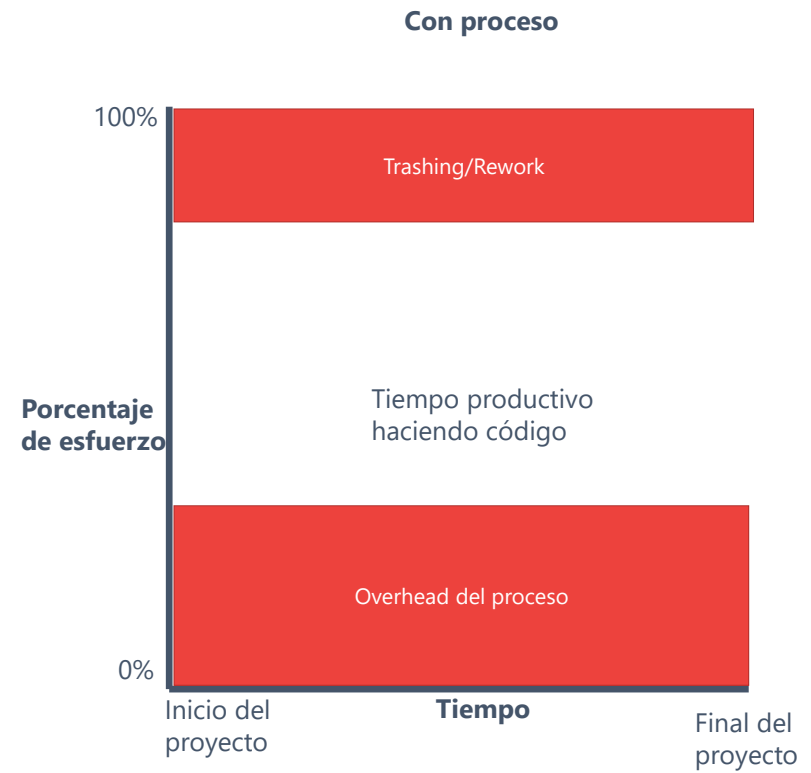 Con proceso
100%
Trashing/Rework
Tiempo productivo
haciendo código
Porcentaje
de esfuerzo
Overhead del proceso
0%
Inicio del
proyecto
Tiempo
Final del
proyecto